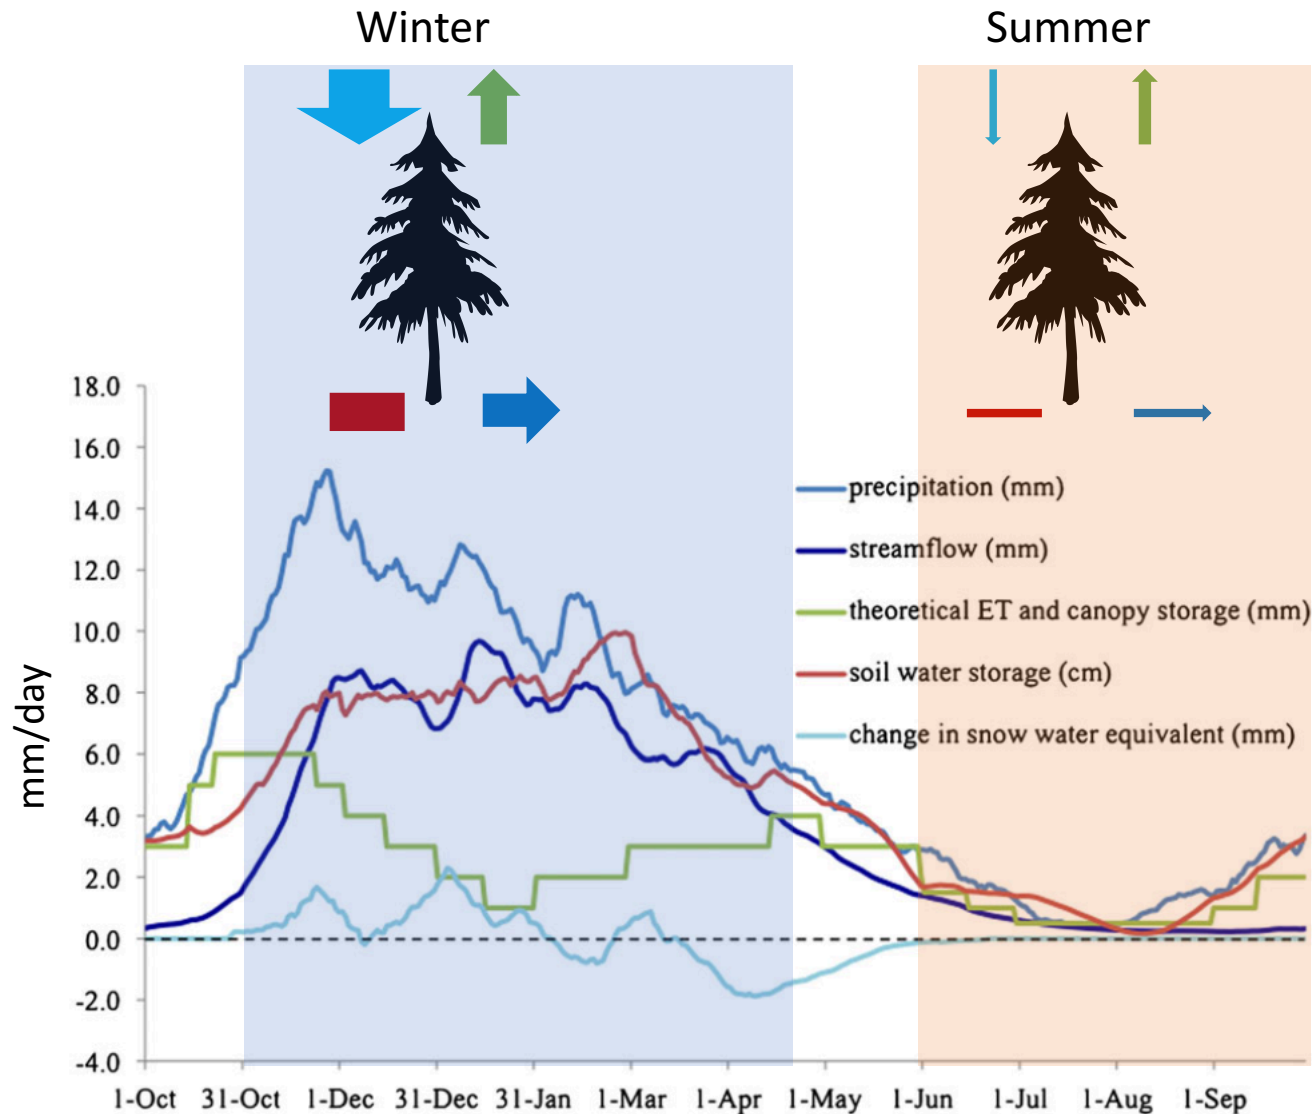 Winter
Summer
18.0
16.0
14.0
12.0
10.0
8.0
6.0
4.0
2.0
0.0
-2.0
-4.0
mm/day
precipitation (mm)
streamflow (mm)
theoretical ET and canopy storage (mm)
soil water storage (cm)
change in snow water equivalent (mm)
1-Oct 31-Oct 1-Dec 31-Dec 31-Jan 1-Mar 1-Apr 1-May 1-Jun 1-Jul 1-Aug 1-Sep